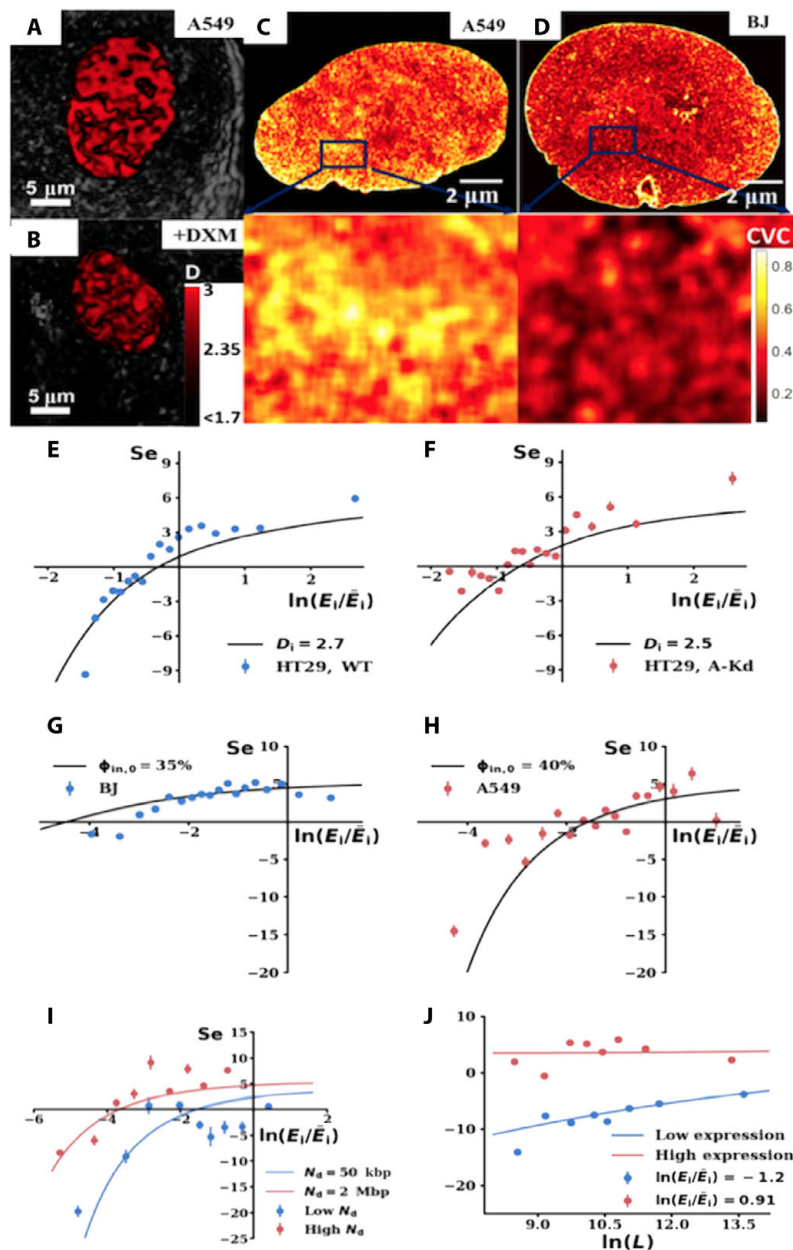 A A549
5 μm
B +DXM
D
3
2.35
<1.7
5 μm
C A549
2 μm
D BJ
2 μm
CVC
0.8
0.6
0.4
0.2
E
Se
9
6
3
-3
-6
-9
-2 -1 1 2
ln(Ei/Ēi)
Di = 2.7
HT29, WT
F
Se
9
6
3
-3
-6
-9
-2 -1 1 2
ln(Ei/Ēi)
Di = 2.5
HT29, A-Kd
G
Se
10
5
-5
-10
-15
-20
-4 -2
ln(Ei/Ēi)
ϕin,0 = 35%
BJ
H
Se
10
5
-5
-10
-15
-20
-4 -2
ln(Ei/Ēi)
ϕin,0 = 40%
A549
I
Se
15
10
5
-5
-10
-15
-20
-25
-6 -4 -2 2
ln(Ei/Ēi)
Nd = 50 kbp
Nd = 2 Mbp
Low Nd
High Nd
J
10
0
-10
-20
9.0 10.5 12.0 13.5
ln(L)
Low expression
High expression
ln(Ei/Ēi) = −1.2
ln(Ei/Ēi) = 0.91